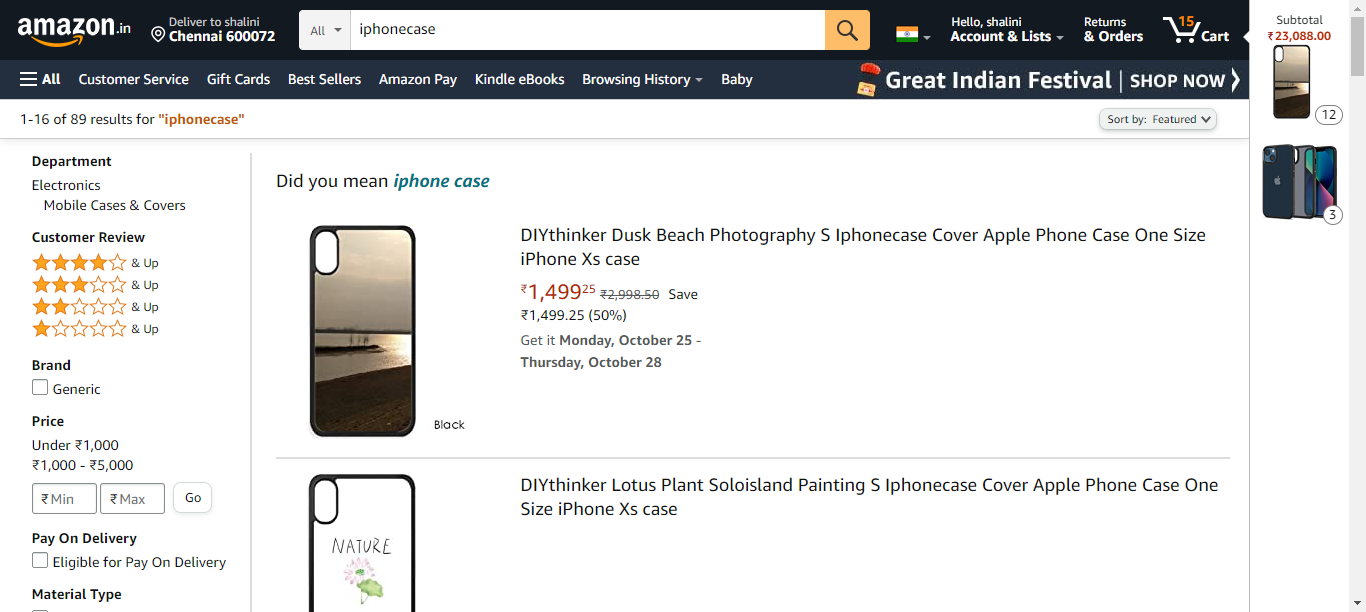 amazon.in
Deliver to shalini
Chennai 600072
All
iphonecase
Hello, shalini
Account & Lists
Returns
& Orders
15
Cart
Subtotal
₹23,088.00
All
Customer Service
Gift Cards
Best Sellers
Amazon Pay
Kindle eBooks
Browsing History
Baby
Great Indian Festival | SHOP NOW
1-16 of 89 results for "iphonecase"
Sort by: Featured
12
3
Department
Electronics
Mobile Cases & Covers
Customer Review
& Up
& Up
& Up
& Up
Brand
Generic
Price
Under ₹1,000
₹1,000 - ₹5,000
₹ Min
₹ Max
Go
Pay On Delivery
Eligible for Pay On Delivery
Material Type
Did you mean iphone case
DIYthinker Dusk Beach Photography S Iphonecase Cover Apple Phone Case One Size
iPhone Xs case
₹1,49925 ₹2,998.50 Save
₹1,499.25 (50%)
Get it Monday, October 25 -
Thursday, October 28
Black
DIYthinker Lotus Plant Soloisland Painting S Iphonecase Cover Apple Phone Case One
Size iPhone Xs case
NATURE